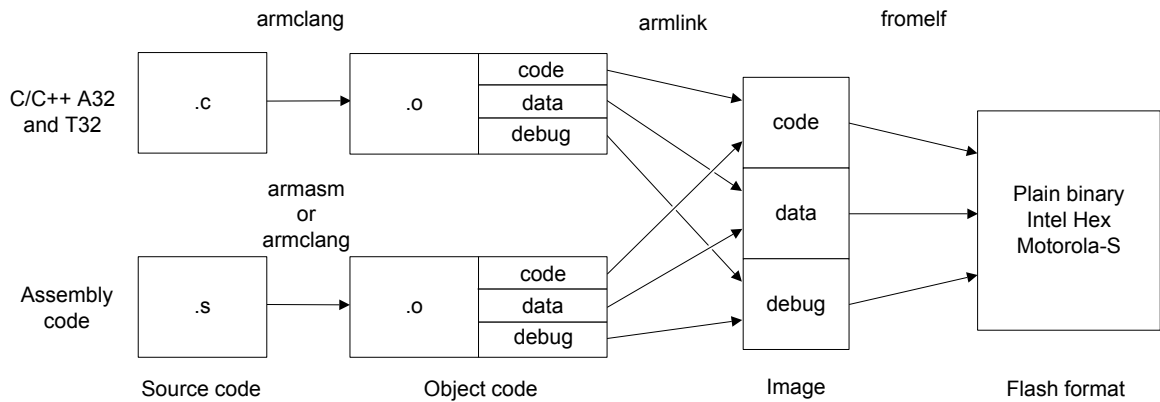 armclang
armlink
fromelf
C/C++ A32
and T32
.c
.o
code
data
debug
armasm
or
armclang
Assembly
code
.s
.o
code
data
debug
code
data
debug
Plain binary
Intel Hex
Motorola-S
Source code
Object code
Image
Flash format